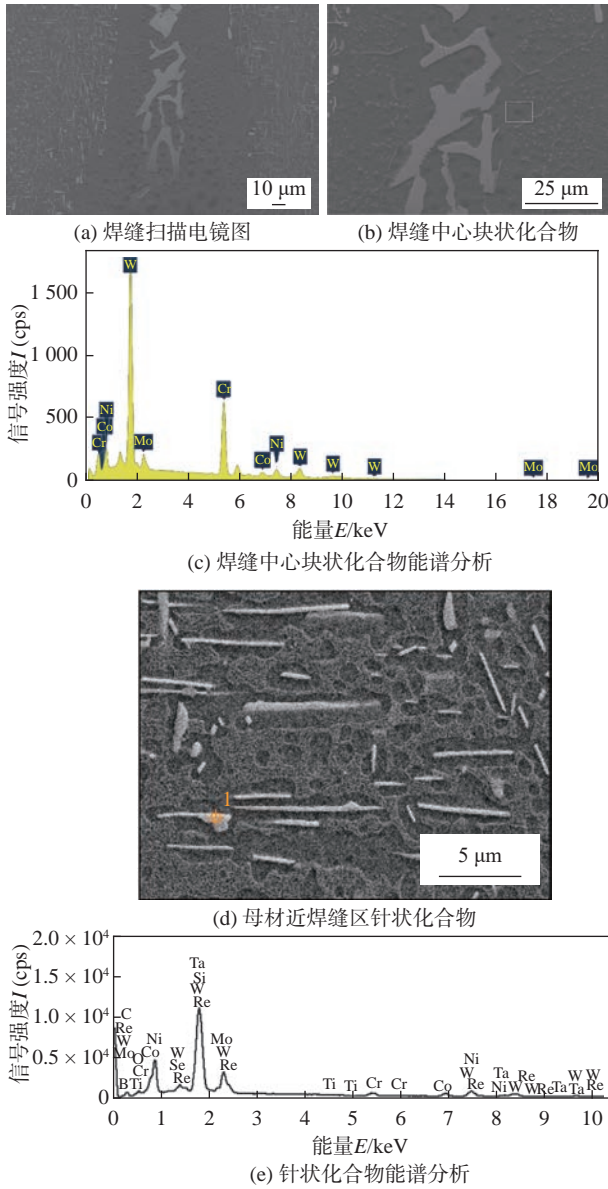 10 μm
25 μm
(a) 焊缝扫描电镜图
(b) 焊缝中心块状化合物
W
1 500
1 000
500
0
信号强度I (cps)
Ni
Co
Cr
Mo
Cr
Co
Ni
W
W
W
Mo
Mo
0 2 4 6 8 10 12 14 16 18 20
能量E/keV
(c) 焊缝中心块状化合物能谱分析
1
5 μm
(d) 母材近焊缝区针状化合物
2.0 × 10⁴
1.5 × 10⁴
1.0 × 10⁴
0.5 × 10⁴
0
信号强度I (cps)
C
Re
W
Mo
B
O
Cr
Ti
Ni
Co
W
Se
Re
Ta
Si
W
Re
Mo
W
Re
Ti
Ti
Cr
Cr
Co
Ni
W
Re
Ta
Ni
W
Re
W
Re
Ta
W
Ta
W
Re
0 1 2 3 4 5 6 7 8 9 10
能量E/keV
(e) 针状化合物能谱分析